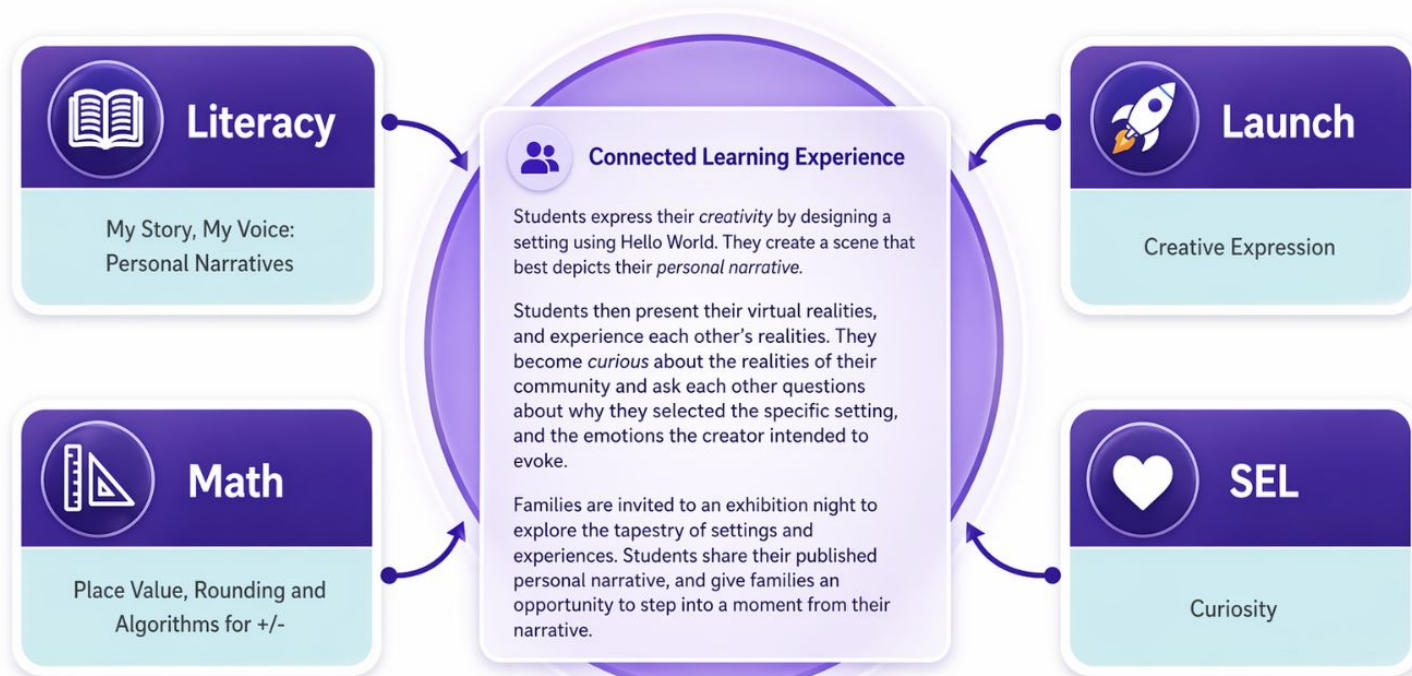 Literacy
My Story, My Voice:
Personal Narratives
Math
Place Value, Rounding and
Algorithms for +/-
Connected Learning Experience
Students express their creativity by designing a
setting using Hello World. They create a scene that
best depicts their personal narrative.
Students then present their virtual realities,
and experience each other’s realities. They
become curious about the realities of their
community and ask each other questions
about why they selected the specific setting,
and the emotions the creator intended to
evoke.
Families are invited to an exhibition night to
explore the tapestry of settings and
experiences. Students share their published
personal narrative, and give families an
opportunity to step into a moment from their
narrative.
Launch
Creative Expression
SEL
Curiosity